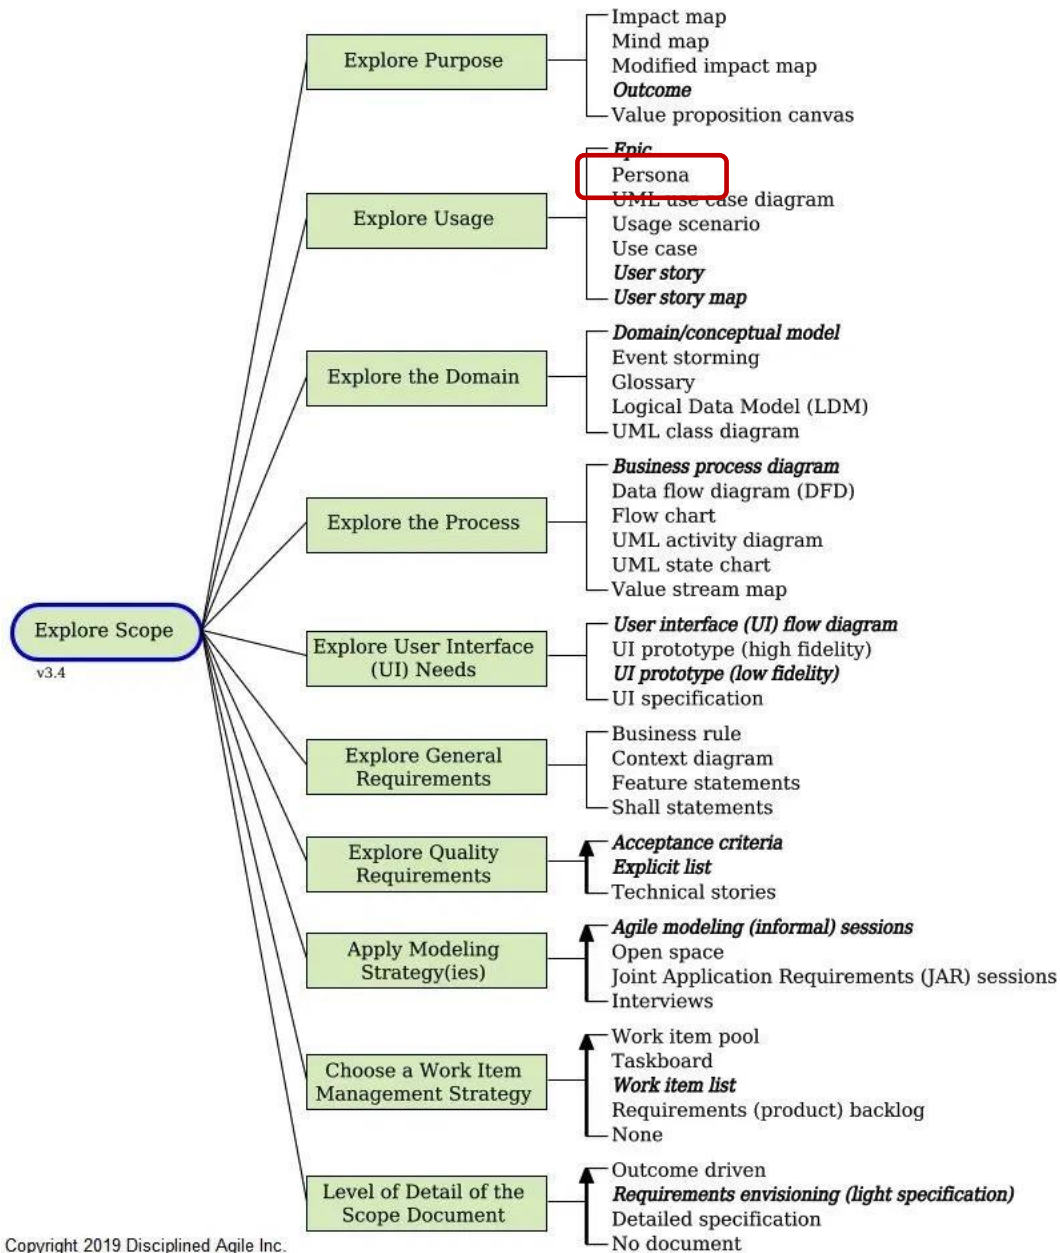 Explore Purpose
Impact map
Mind map
Modified impact map
Outcome
Value proposition canvas
Explore Usage
Epic
Persona
UML use case diagram
Usage scenario
Use case
User story
User story map
Explore the Domain
Domain/conceptual model
Event storming
Glossary
Logical Data Model (LDM)
UML class diagram
Explore the Process
Business process diagram
Data flow diagram (DFD)
Flow chart
UML activity diagram
UML state chart
Value stream map
Explore Scope
v3.4
Explore User Interface
(UI) Needs
User interface (UI) flow diagram
UI prototype (high fidelity)
UI prototype (low fidelity)
UI specification
Explore General
Requirements
Business rule
Context diagram
Feature statements
Shall statements
Explore Quality
Requirements
Acceptance criteria
Explicit list
Technical stories
Apply Modeling
Strategy(ies)
Agile modeling (informal) sessions
Open space
Joint Application Requirements (JAR) sessions
Interviews
Choose a Work Item
Management Strategy
Work item pool
Taskboard
Work item list
Requirements (product) backlog
None
Level of Detail of the
Scope Document
Outcome driven
Requirements envisioning (light specification)
Detailed specification
No document
Copyright 2019 Disciplined Agile Inc.